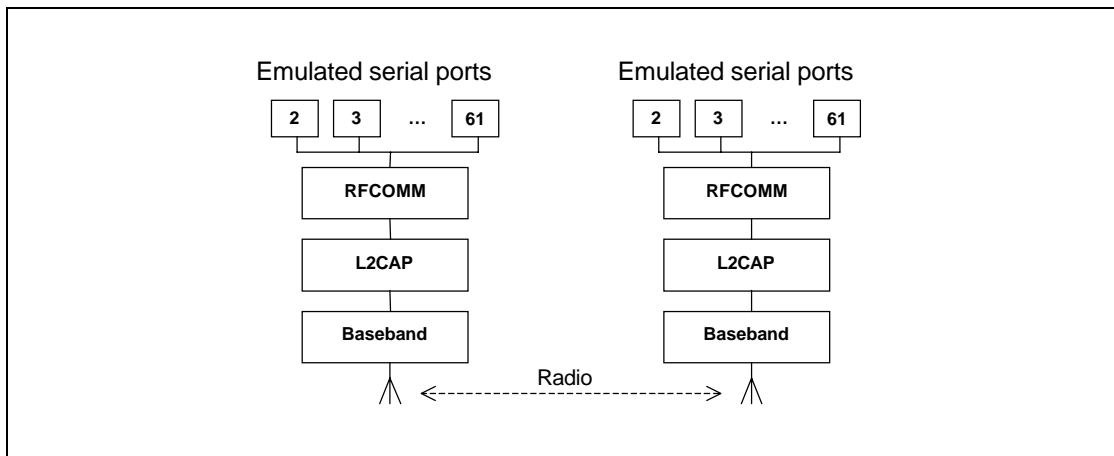 Emulated serial ports Emulated serial ports
2 3 ... 61 2 3 ... 61
RFCOMM RFCOMM
L2CAP L2CAP
Baseband Baseband
Radio